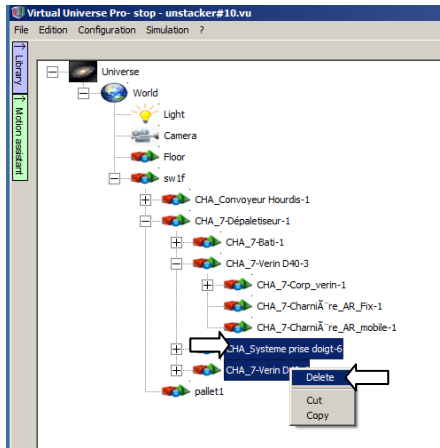 Virtual Universe Pro- stop - unstacker#10.vu
File Edition Configuration Simulation ?
Library
Motion assistant
Universe
World
Light
Camera
Floor
sw1f
CHA_Convoyeur Hourdis-1
CHA_7-Dépaletiseur-1
CHA_7-Bati-1
CHA_7-Verin D40-3
CHA_7-Corp_verin-1
CHA_7-CharniÃ¨re_AR_Fix-1
CHA_7-CharniÃ¨re_AR_mobile-1
CHA_Systeme prise doigt-6
CHA_7-Verin
Delete
pallet1
Cut
Copy